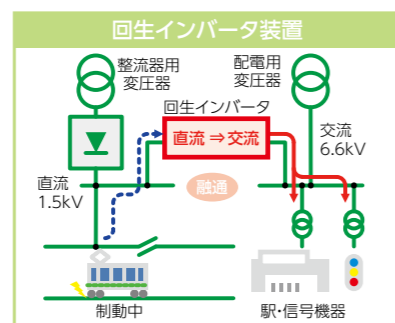 回生インバータ装置
整流器用
変圧器
配電用
変圧器
回生インバータ
直流⇒交流
交流
6.6kV
直流
1.5kV
融通
制動中
駅・信号機器